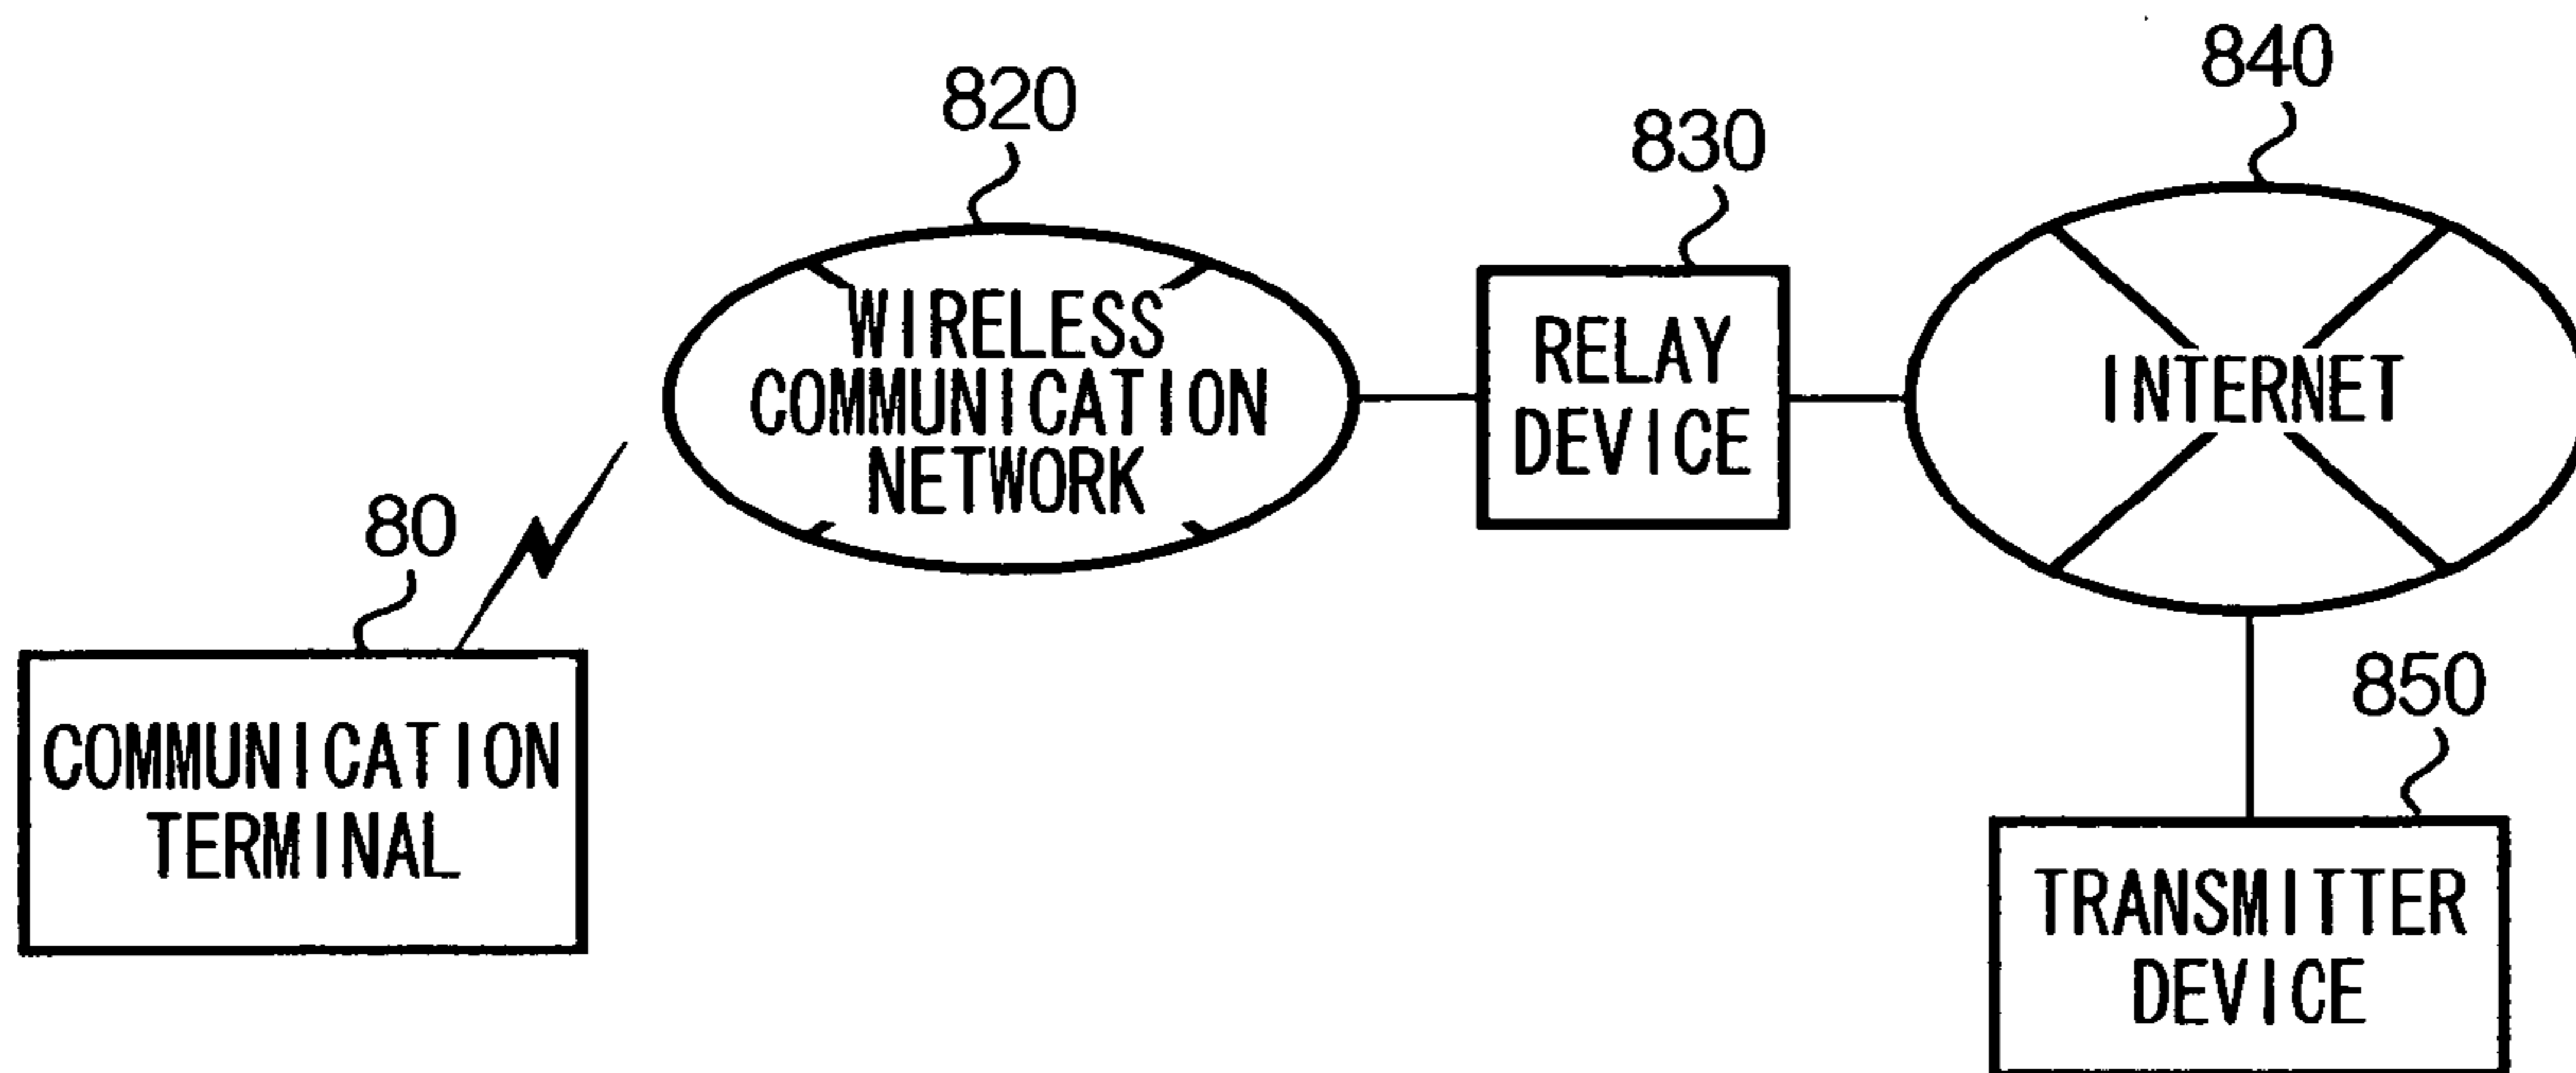 840
820
830
WIRELESS
COMMUNICATION
NETWORK
RELAY
DEVICE
INTERNET
80
COMMUNICATION
TERMINAL
850
TRANSMITTER
DEVICE